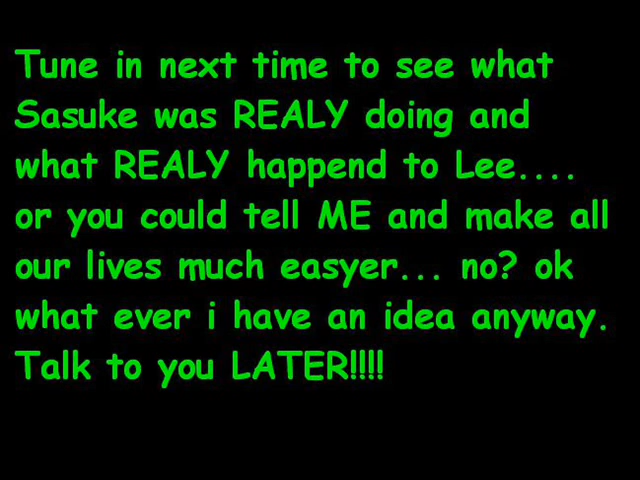 Tune in next time to see what
Sasuke was REALY doing and
what REALY happend to Lee....
or you could tell ME and make all
our lives much easyer... no? ok
what ever i have an idea anyway.
Talk to you LATER!!!!